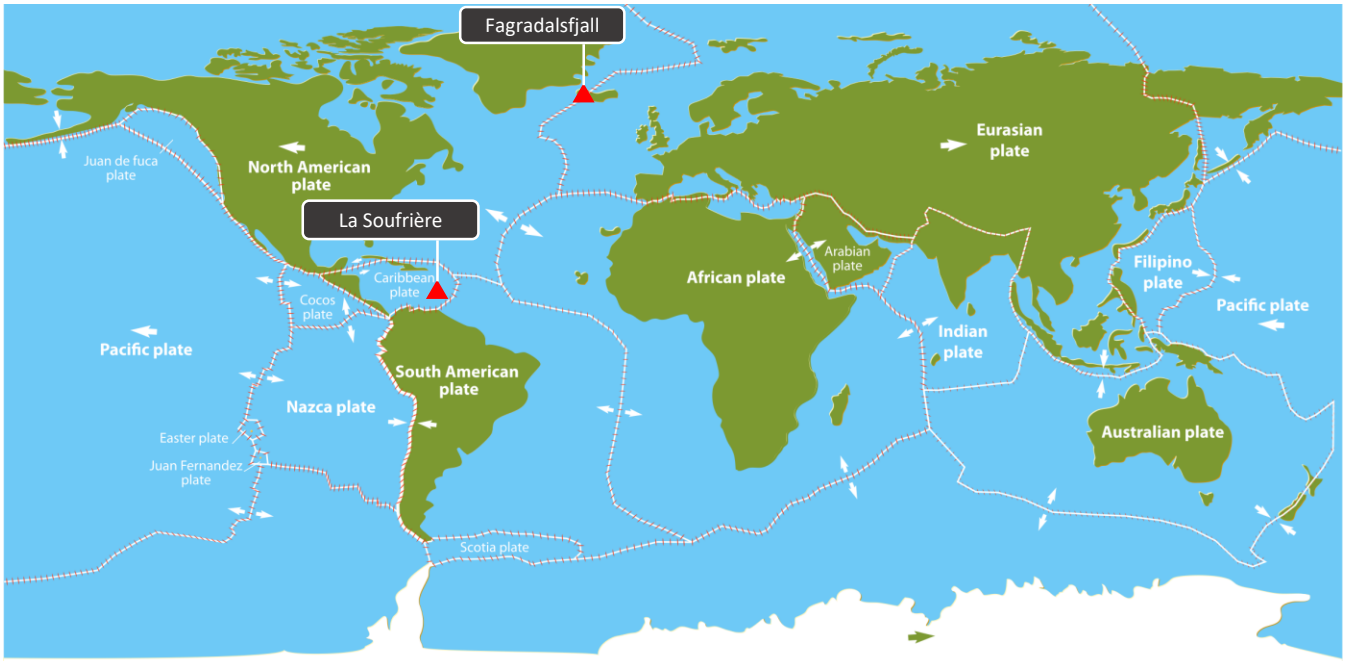 Fagradalsfjall
Eurasian
plate
Juan de fuca
plate
North American
plate
La Soufrière
Arabian
plate
Filipino
plate
African plate
Caribbean
plate
Cocos
plate
Pacific plate
Indian
plate
Pacific plate
South American
plate
Nazca plate
Easter plate
Australian plate
Juan Fernandez
plate
Scotia plate